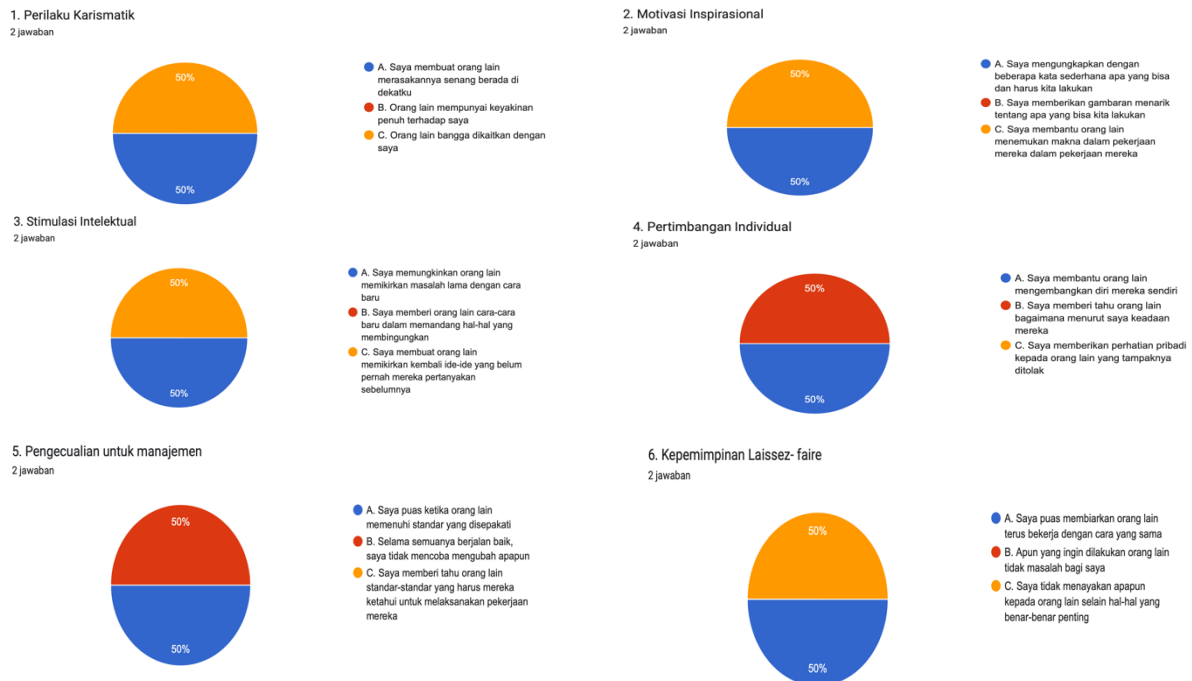 1. Perilaku Karismatik
2 jawaban
50%
50%
A. Saya membuat orang lain
merasakannya senang berada di
dekatku
B. Orang lain mempunyai keyakinan
penuh terhadap saya
C. Orang lain bangga dikaitkan dengan
saya
2. Motivasi Inspirasional
2 jawaban
50%
50%
A. Saya mengungkapkan dengan
beberapa kata sederhana apa yang bisa
dan harus kita lakukan
B. Saya memberikan gambaran menarik
tentang apa yang bisa kita lakukan
C. Saya membantu orang lain
menemukan makna dalam pekerjaan
mereka dalam pekerjaan mereka
3. Stimulasi Intelektual
2 jawaban
50%
50%
A. Saya memungkinkan orang lain
memikirkan masalah lama dengan cara
baru
B. Saya memberi orang lain cara-cara
baru dalam memandang hal-hal yang
membingungkan
C. Saya membuat orang lain
memikirkan kembali ide-ide yang belum
pernah mereka pertanyakan
sebelumnya
4. Pertimbangan Individual
2 jawaban
50%
50%
A. Saya membantu orang lain
mengembangkan diri mereka sendiri
B. Saya memberi tahu orang lain
bagaimana menurut saya keadaan
mereka
C. Saya memberikan perhatian pribadi
kepada orang lain yang tampaknya
ditolak
5. Pengecualian untuk manajemen
2 jawaban
50%
50%
A. Saya puas ketika orang lain
memenuhi standar yang disepakati
B. Selama semuanya berjalan baik,
saya tidak mencoba mengubah apapun
C. Saya memberi tahu orang lain
standar-standar yang harus mereka
ketahui untuk melaksanakan pekerjaan
mereka
6. Kepemimpinan Laissez- faire
2 jawaban
50%
50%
A. Saya puas membiarkan orang lain
terus bekerja dengan cara yang sama
B. Apun yang ingin dilakukan orang lain
tidak masalah bagi saya
C. Saya tidak menayakan apapun
kepada orang lain selain hal-hal yang
benar-benar penting